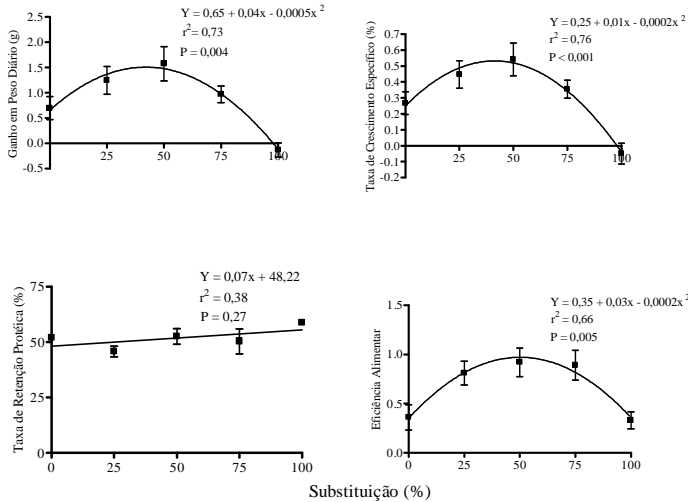 Y = 0,65 + 0,04x - 0,0005x²
r² = 0,73
P = 0,004
Ganho em Peso Diário (g)
2.5
2.0
1.5
1.0
0.5
0.0
-0.5
25
50
75
100
Y = 0,25 + 0,01x - 0,0002x²
r² = 0,76
P < 0,001
Taxa de Crescimento Específico (%)
0.7
0.6
0.5
0.4
0.3
0.2
0.1
0.0
-0.1
-0.2
25
50
75
100
Y = 0,07x + 48,22
r² = 0,38
P = 0,27
Taxa de Retenção Protéica (%)
75
50
25
0
0
25
50
75
100
Y = 0,35 + 0,03x - 0,0002x²
r² = 0,66
P = 0,005
Eficiência Alimentar
1.5
1.0
0.5
0.0
0
25
50
75
100
Substituição (%)